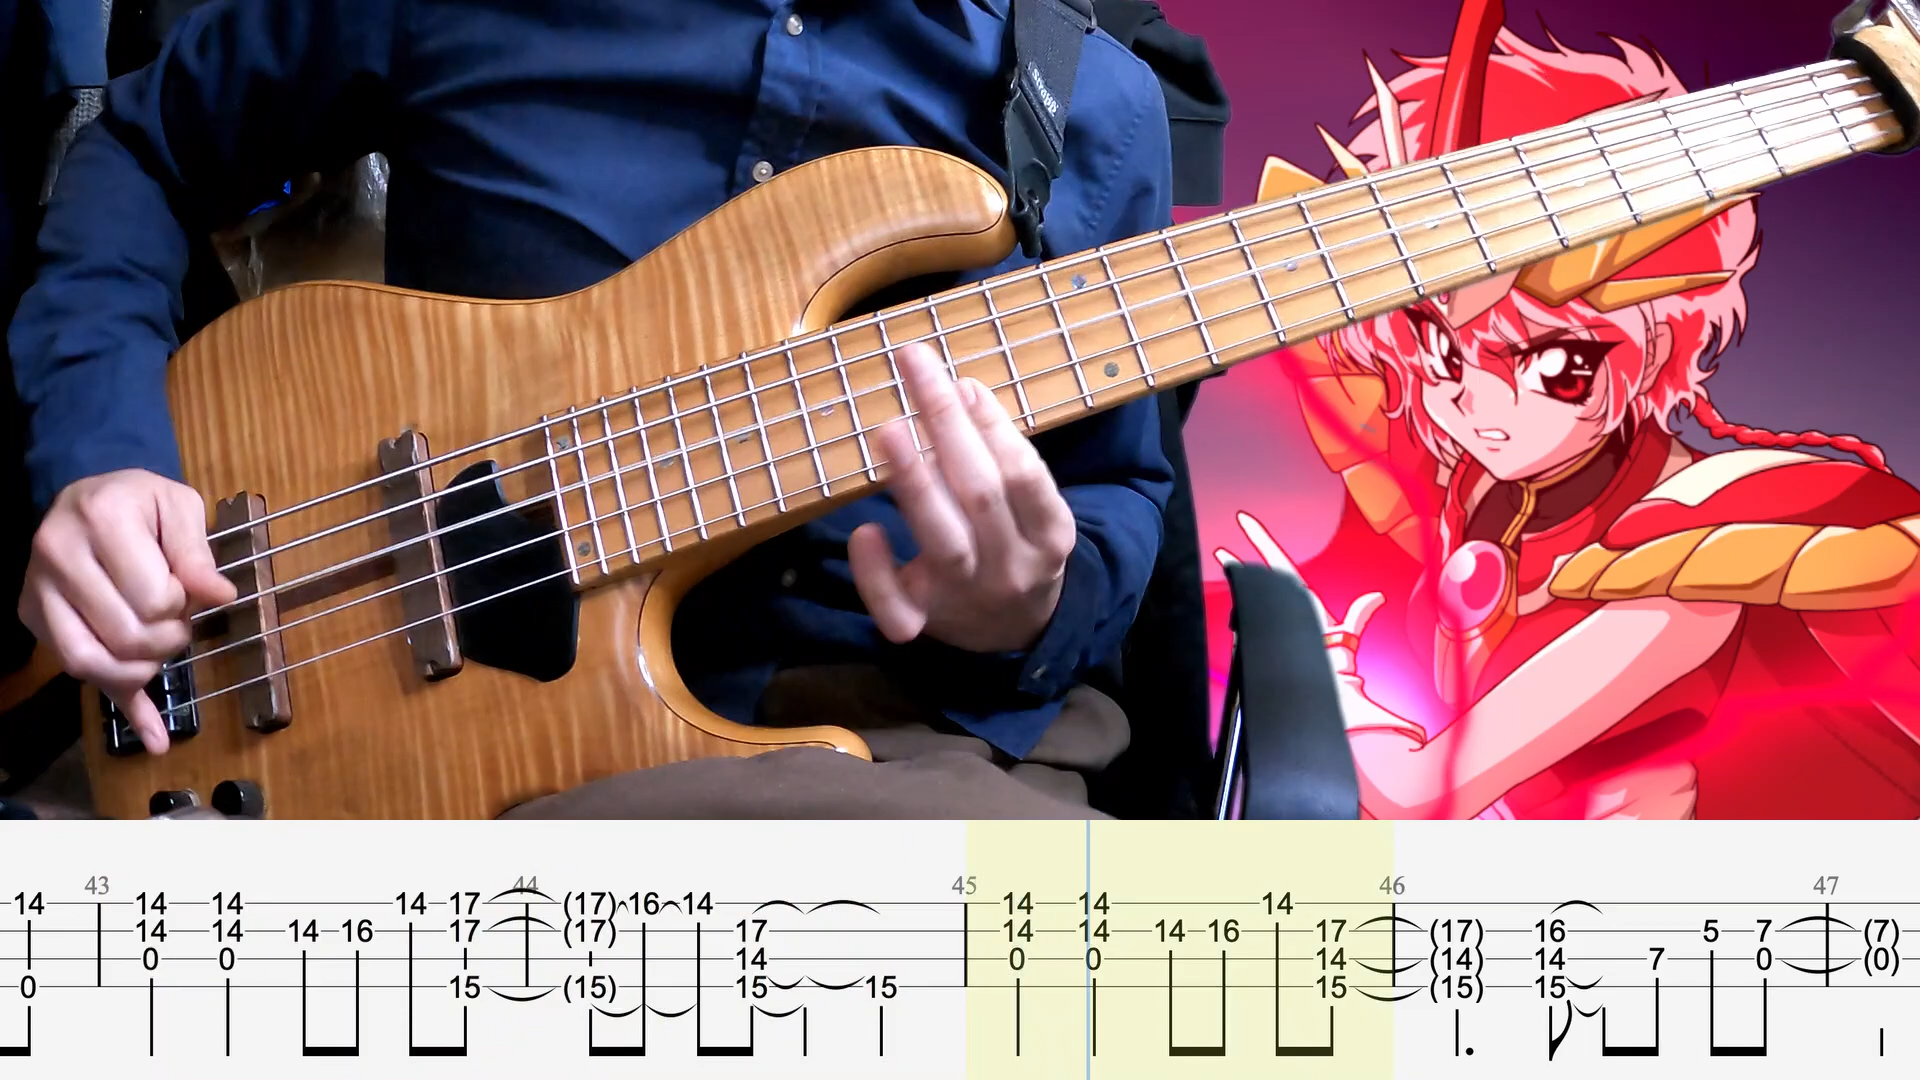 Strap
43 44 45 46 47
14 14 14 14 17 (17) 16 14 14 14 14
14 14 14 16 17 (17) 17 14 14 14 16 17 (17) 16 5 7 (7)
0 0 14 0 0 14 (14) 14 7 0 (0)
0 15 (15) 15 15 15 (15) 15